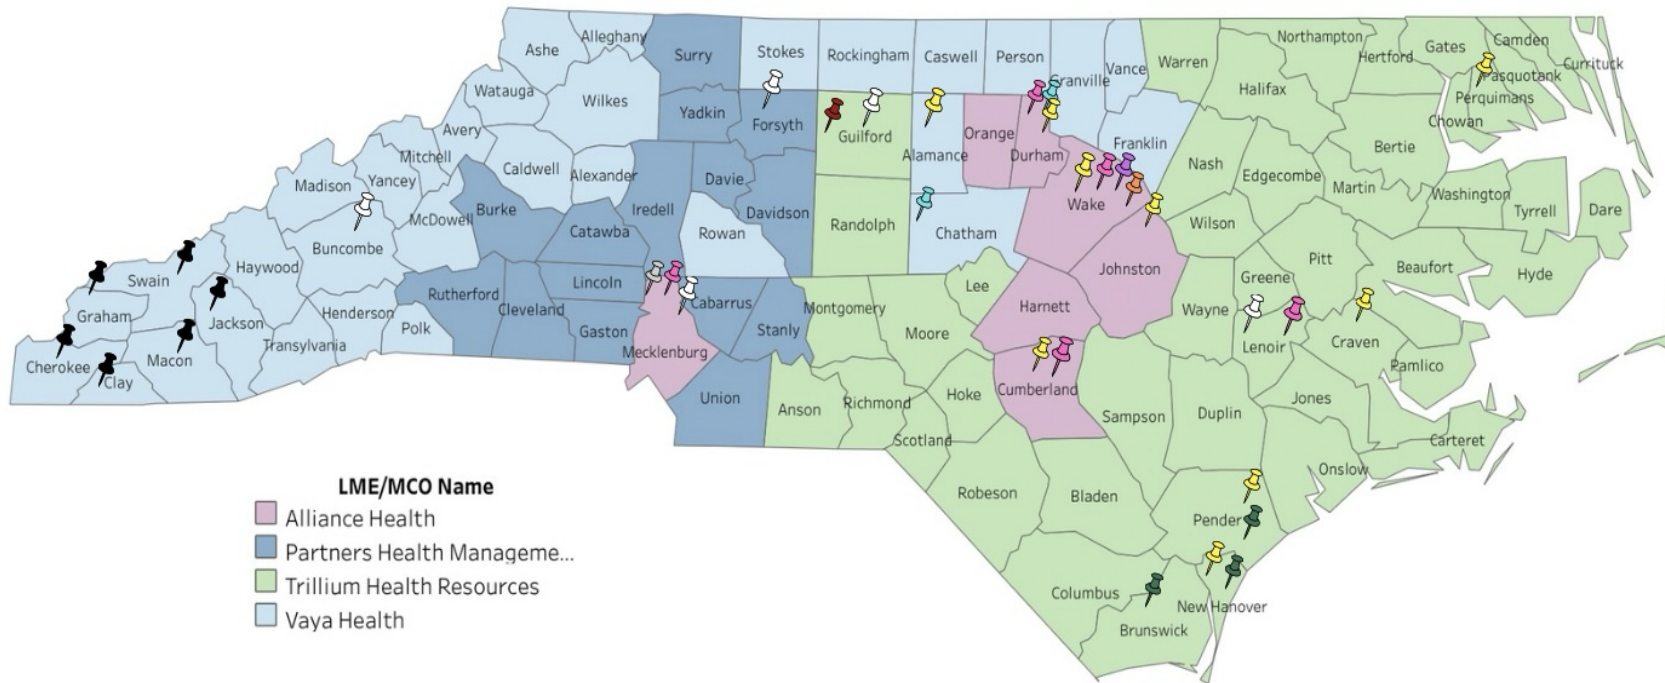 Ashe
Alleghany
Surry
Stokes
Rockingham
Caswell
Person
Granville
Vance
Warren
Northampton
Hertford
Gates
Camden
Currituck
Pasquotank
Perquimans
Chowan
Halifax
Watauga
Wilkes
Yadkin
Forsyth
Guilford
Alamance
Orange
Durham
Franklin
Nash
Edgecombe
Bertie
Martin
Washington
Tyrrell
Dare
Avery
Mitchell
Yancey
Madison
Caldwell
Alexander
Davie
Iredell
Davidson
Randolph
Chatham
Wake
Wilson
Pitt
Beaufort
Hyde
Buncombe
McDowell
Burke
Catawba
Rowan
Haywood
Swain
Graham
Jackson
Henderson
Polk
Rutherford
Cleveland
Lincoln
Gaston
Cabarrus
Stanly
Montgomery
Moore
Lee
Harnett
Johnston
Wayne
Greene
Lenoir
Craven
Pamlico
Cherokee
Clay
Macon
Transylvania
Mecklenburg
Union
Anson
Richmond
Scotland
Hoke
Cumberland
Sampson
Duplin
Jones
Onslow
Carteret
Robeson
Bladen
Pender
Columbus
New Hanover
Brunswick
LME/MCO Name
Alliance Health
Partners Health Manageme...
Trillium Health Resources
Vaya Health